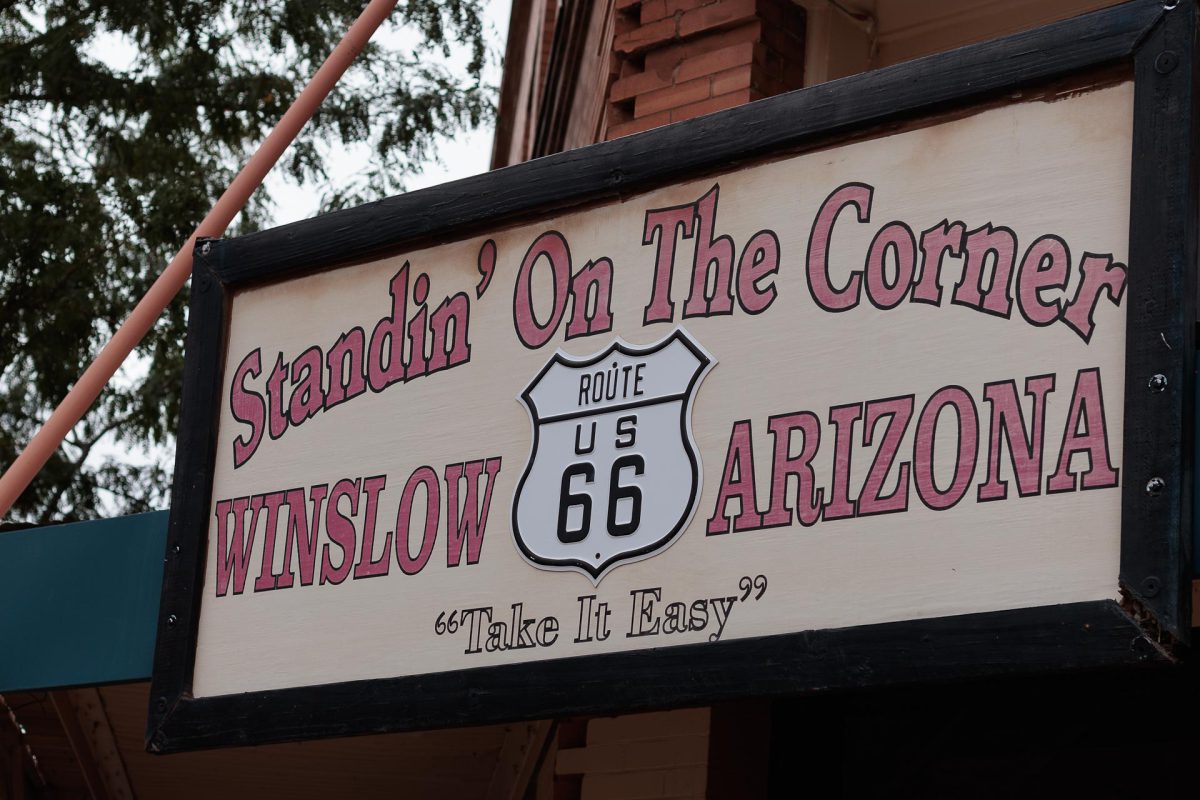 Standin' On The Corner
WINSLOW ARIZONA
ROUTE
US
66
“Take It Easy”